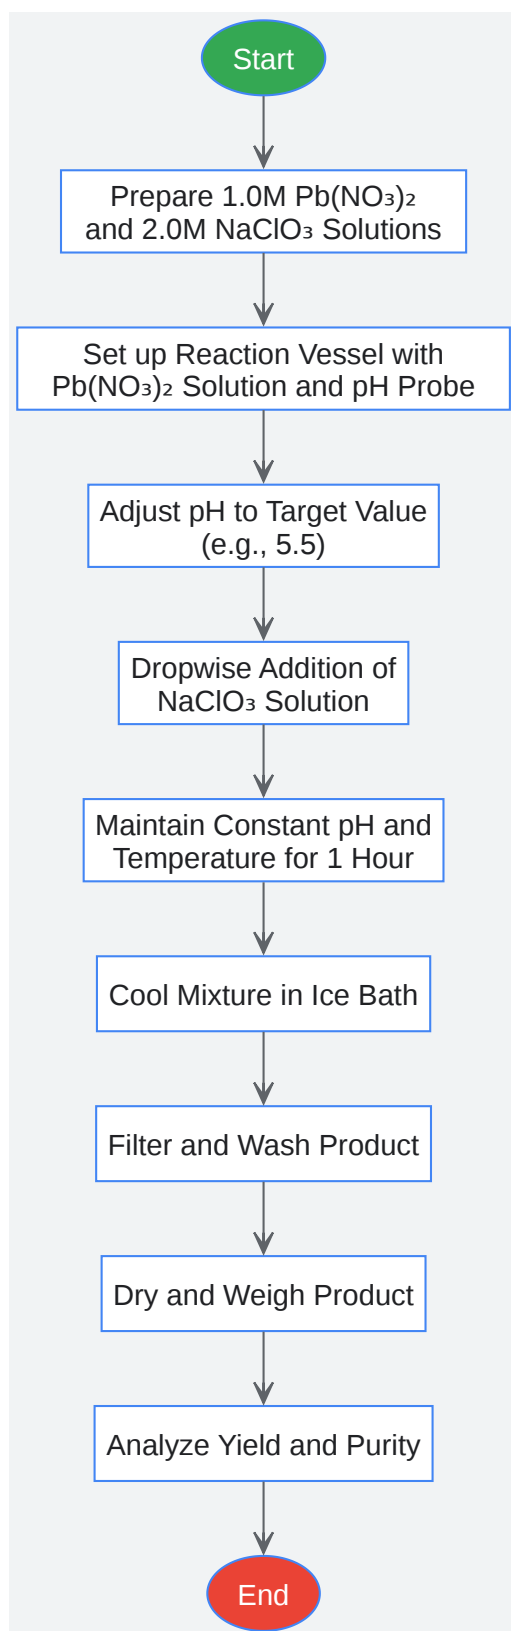 Start
Prepare 1.0M Pb(NO₃)₂
and 2.0M NaClO₃ Solutions
Set up Reaction Vessel with
Pb(NO₃)₂ Solution and pH Probe
Adjust pH to Target Value
(e.g., 5.5)
Dropwise Addition of
NaClO₃ Solution
Maintain Constant pH and
Temperature for 1 Hour
Cool Mixture in Ice Bath
Filter and Wash Product
Dry and Weigh Product
Analyze Yield and Purity
End